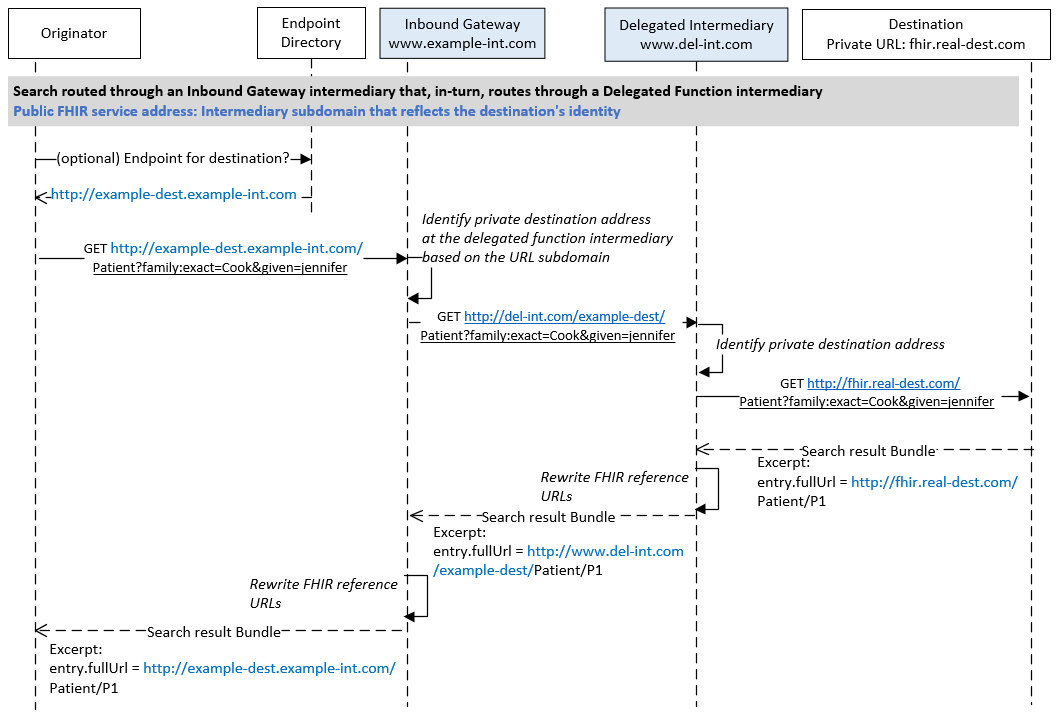 Originator
Endpoint
Directory
Inbound Gateway
www.example-int.com
Delegated Intermediary
www.del-int.com
Destination
Private URL: fhir.real-dest.com
Search routed through an Inbound Gateway intermediary that, in-turn, routes through a Delegated Function intermediary
Public FHIR service address: Intermediary subdomain that reflects the destination's identity
(optional) Endpoint for destination?
http://example-dest.example-int.com
Identify private destination address
at the delegated function intermediary
based on the URL subdomain
GET http://example-dest.example-int.com/
Patient?family:exact=Cook&given=jennifer
GET http://del-int.com/example-dest/
Patient?family:exact=Cook&given=jennifer
Identify private destination address
GET http://fhir.real-dest.com/
Patient?family:exact=Cook&given=jennifer
Search result Bundle
Excerpt:
entry.fullUrl = http://fhir.real-dest.com/
Patient/P1
Rewrite FHIR reference
URLs
Search result Bundle
Excerpt:
entry.fullUrl = http://www.del-int.com
/example-dest/Patient/P1
Rewrite FHIR reference
URLs
Search result Bundle
Excerpt:
entry.fullUrl = http://example-dest.example-int.com/
Patient/P1